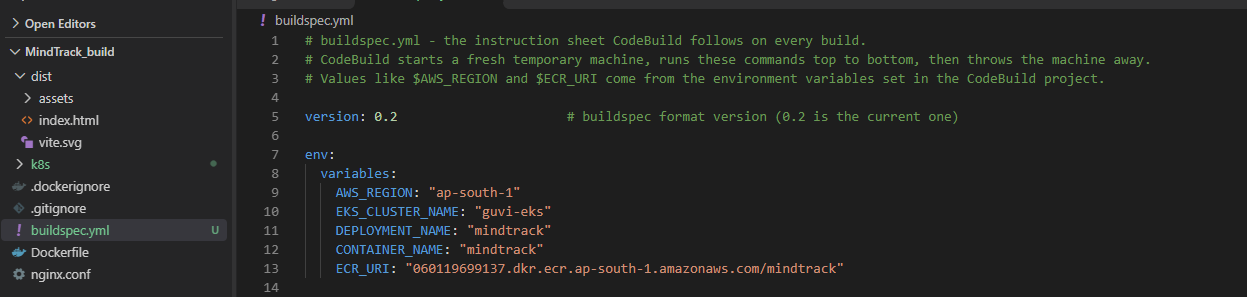 Open Editors
MindTrack_build
dist
assets
index.html
vite.svg
k8s
.dockerignore
.gitignore
buildspec.yml U
Dockerfile
nginx.conf
buildspec.yml
1 # buildspec.yml - the instruction sheet CodeBuild follows on every build.
2 # CodeBuild starts a fresh temporary machine, runs these commands top to bottom, then throws the machine away.
3 # Values like $AWS_REGION and $ECR_URI come from the environment variables set in the CodeBuild project.
4
5 version: 0.2 # buildspec format version (0.2 is the current one)
6
7 env:
8 variables:
9 AWS_REGION: "ap-south-1"
10 EKS_CLUSTER_NAME: "guvi-eks"
11 DEPLOYMENT_NAME: "mindtrack"
12 CONTAINER_NAME: "mindtrack"
13 ECR_URI: "060119699137.dkr.ecr.ap-south-1.amazonaws.com/mindtrack"
14